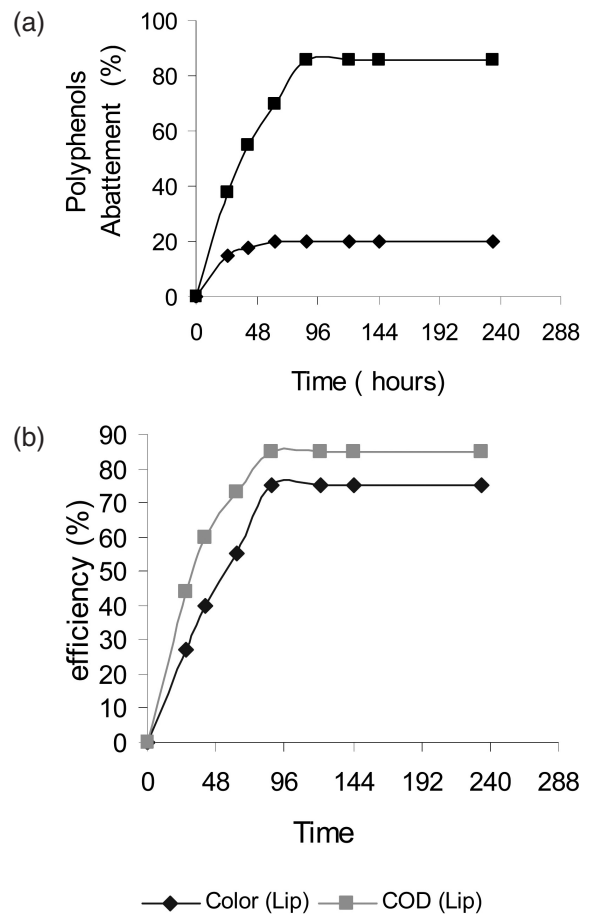 (a)
Polyphenols
Abattement (%)
100
80
60
40
20
0
0 48 96 144 192 240 288
Time ( hours)
(b)
efficiency (%)
90
80
70
60
50
40
30
20
10
0
0 48 96 144 192 240 288
Time
Color (Lip) COD (Lip)